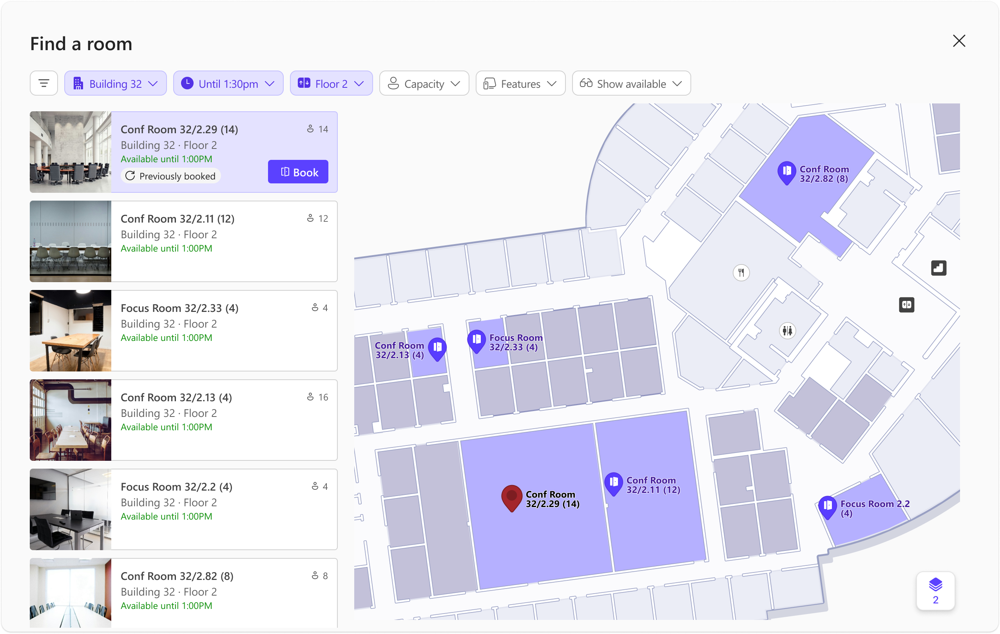 Find a room
Building 32
Until 1:30pm
Floor 2
Capacity
Features
Show available
Conf Room 32/2.29 (14)
14
Building 32 · Floor 2
Available until 1:00PM
Previously booked
Book
Conf Room 32/2.11 (12)
12
Building 32 · Floor 2
Available until 1:00PM
Focus Room 32/2.33 (4)
4
Building 32 · Floor 2
Available until 1:00PM
Conf Room 32/2.13 (4)
16
Building 32 · Floor 2
Available until 1:00PM
Focus Room 32/2.2 (4)
4
Building 32 · Floor 2
Available until 1:00PM
Conf Room 32/2.82 (8)
8
Building 32 · Floor 2
Available until 1:00PM
Conf Room
32/2.82 (8)
Conf Room
32/2.13 (4)
Focus Room
32/2.33 (4)
Conf Room
32/2.29 (14)
Conf Room
32/2.11 (12)
Focus Room 2.2
(4)
2